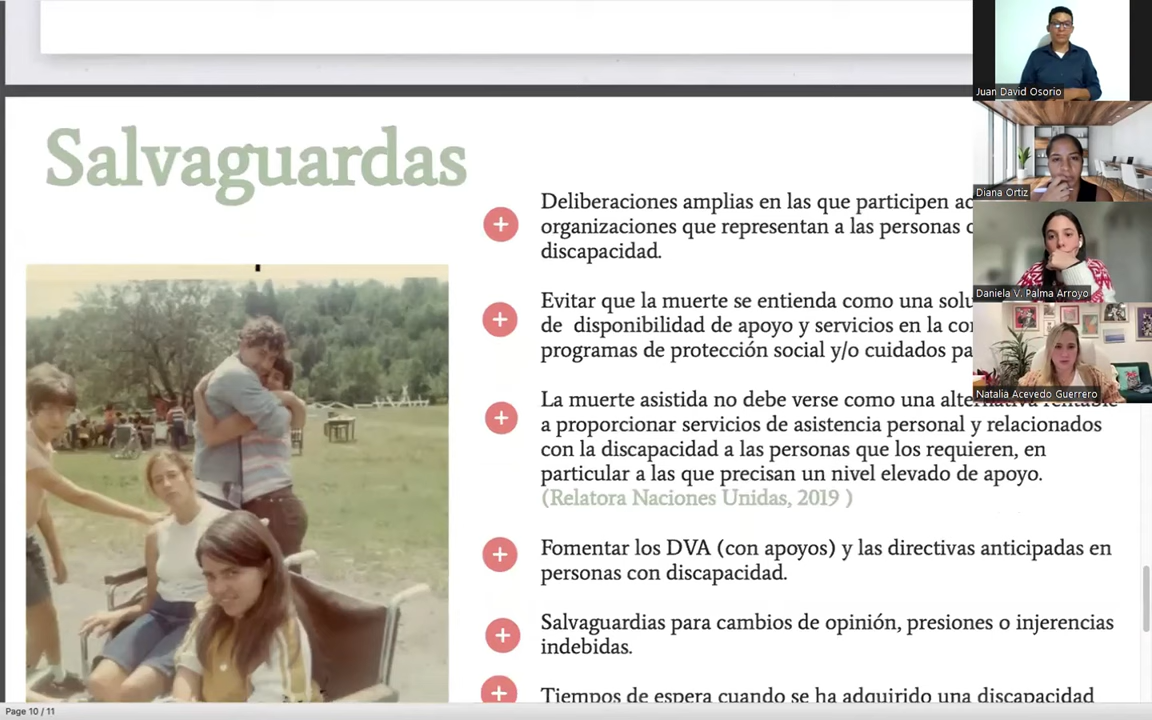 Salvaguardas
Deliberaciones amplias en las que participen
organizaciones que representan a las personas
discapacidad.
Evitar que la muerte se entienda como una
de disponibilidad de apoyo y servicios en la
programas de protección social y/o cuidados
La muerte asistida no debe verse como una alternativa rentable
a proporcionar servicios de asistencia personal y relacionados
con la discapacidad a las personas que los requieren, en
particular a las que precisan un nivel elevado de apoyo.
(Relatora Naciones Unidas, 2019 )
Fomentar los DVA (con apoyos) y las directivas anticipadas en
personas con discapacidad.
Salvaguardias para cambios de opinión, presiones o injerencias
indebidas.
Tiempos de espera cuando se ha adquirido una discapacidad
Juan David Osorio
Diana Ortiz
Daniela V. Palma Arroyo
Natalia Acevedo Guerrero
Page 10 / 11